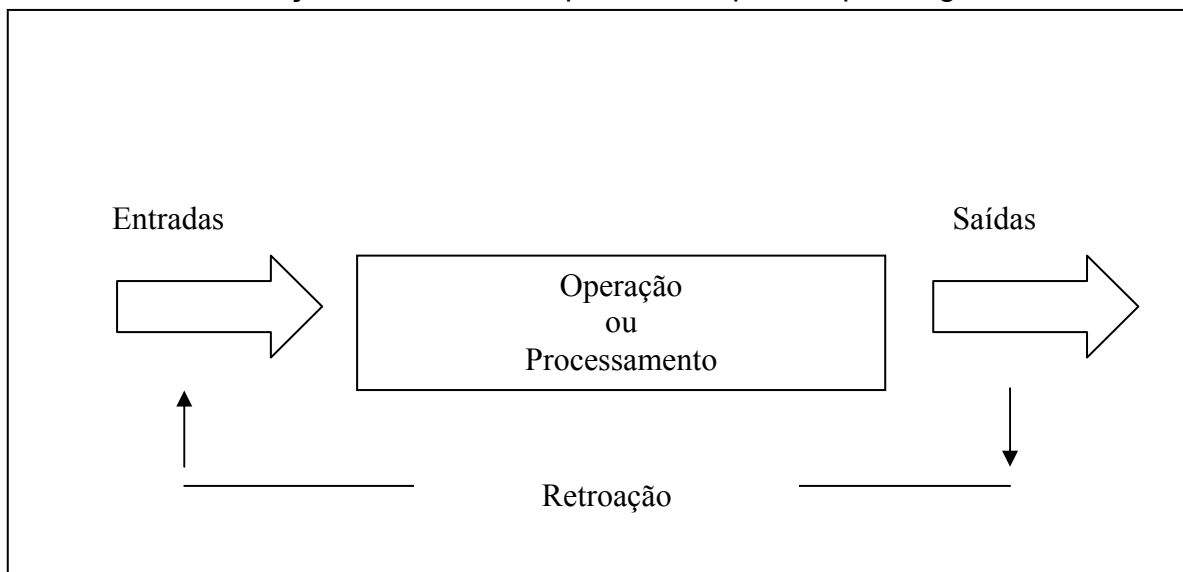 Entradas
Saídas
Operação
ou
Processamento
Retroação